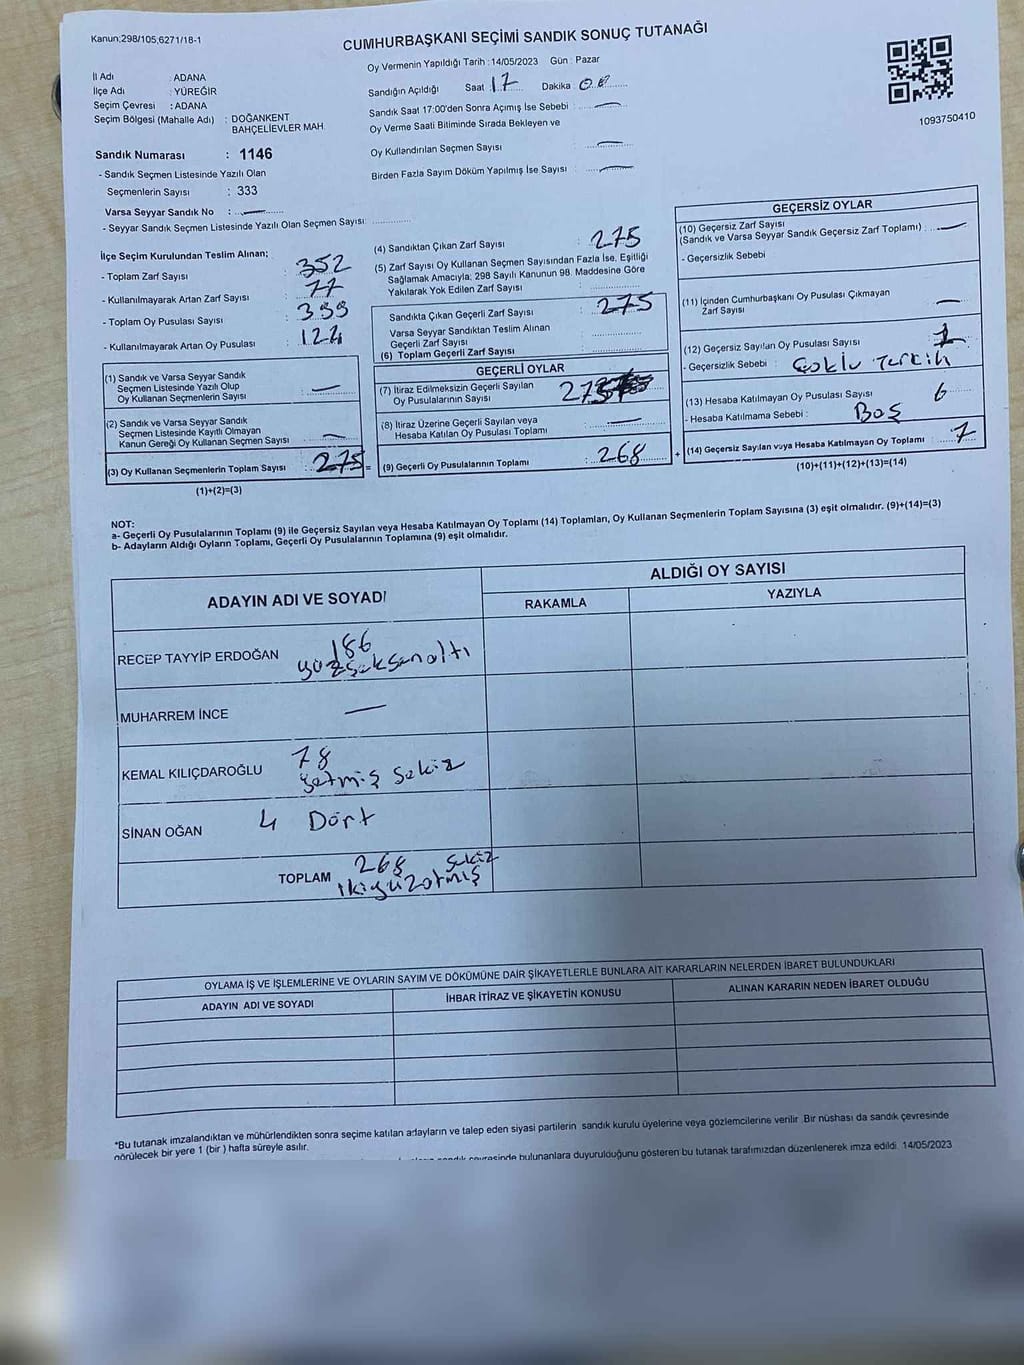 Kanun;298/105,6271/18-1
CUMHURBAŞKANI SEÇİMİ SANDIK SONUÇ TUTANAĞI
İl Adı : ADANA
İlçe Adı : YÜREĞİR
Seçim Çevresi : ADANA
Seçim Bölgesi (Mahalle Adı) : DOĞANKENT
BAHÇELİEVLER MAH.
Sandık Numarası : 1146
- Sandık Seçmen Listesinde Yazılı Olan
Seçmenlerin Sayısı : 333
Varsa Seyyar Sandık No : —
- Seyyar Sandık Seçmen Listesinde Yazılı Olan Seçmen Sayısı:
Oy Vermenin Yapıldığı Tarih : 14/05/2023 Gün : Pazar
Sandığın Açıldığı Saat : 17 Dakika :
Sandık Saat 17:00'den Sonra Açımış İse Sebebi : —
Oy Verme Saati Bitiminde Sırada Bekleyen ve
Oy Kullandırılan Seçmen Sayısı : —
Birden Fazla Sayım Döküm Yapılmış İse Sayısı : —
1093750410
İlçe Seçim Kurulundan Teslim Alınan;
- Toplam Zarf Sayısı : 352
- Kullanılmayarak Artan Zarf Sayısı : 77
- Toplam Oy Pusulası Sayısı : 399
- Kullanılmayarak Artan Oy Pusulası : 124
(1) Sandık ve Varsa Seyyar Sandık
Seçmen Listesinde Yazılı Olup
Oy Kullanan Seçmenlerin Sayısı : —
(2) Sandık ve Varsa Seyyar Sandık
Seçmen Listesinde Kayıtlı Olmayan
Kanun Gereği Oy Kullanan Seçmen Sayısı : —
(3) Oy Kullanan Seçmenlerin Toplam Sayısı : 275 =
(1)+(2)=(3)
(4) Sandıktan Çıkan Zarf Sayısı : 275
(5) Zarf Sayısı Oy Kullanan Seçmen Sayısından Fazla İse, Eşitliği
Sağlamak Amacıyla; 298 Sayılı Kanunun 98. Maddesine Göre
Yakılarak Yok Edilen Zarf Sayısı :
Sandıkta Çıkan Geçerli Zarf Sayısı : 275
Varsa Seyyar Sandıktan Teslim Alınan
Geçerli Zarf Sayısı :
(6) Toplam Geçerli Zarf Sayısı :
GEÇERLİ OYLAR
(7) İtiraz Edilmeksizin Geçerli Sayılan
Oy Pusulalarının Sayısı :
(8) İtiraz Üzerine Geçerli Sayılan veya
Hesaba Katılan Oy Pusulası Toplamı : —
(9) Geçerli Oy Pusulalarının Toplamı : 268 +
GEÇERSİZ OYLAR
(10) Geçersiz Zarf Sayısı
(Sandık ve Varsa Seyyar Sandık Geçersiz Zarf Toplamı) : —
- Geçersizlik Sebebi
(11) İçinden Cumhurbaşkanı Oy Pusulası Çıkmayan
Zarf Sayısı : —
(12) Geçersiz Sayılan Oy Pusulası Sayısı : 1
- Geçersizlik Sebebi : Çoklu Tercih
(13) Hesaba Katılmayan Oy Pusulası Sayısı : 6
- Hesaba Katılmama Sebebi : Boş
(14) Geçersiz Sayılan vuya Hesaba Katılmayan Oy Toplamı : 7
(10)+(11)+(12)+(13)=(14)
NOT:
a- Geçerli Oy Pusulalarının Toplamı (9) ile Geçersiz Sayılan veya Hesaba Katılmayan Oy Toplamı (14) Toplamları, Oy Kullanan Seçmenlerin Toplam Sayısına (3) eşit olmalıdır. (9)+(14)=(3)
b- Adayların Aldığı Oyların Toplamı, Geçerli Oy Pusulalarının Toplamına (9) eşit olmalıdır.
ADAYIN ADI VE SOYADI
ALDIĞI OY SAYISI
RAKAMLA YAZIYLA
RECEP TAYYİP ERDOĞAN 186
yüzseksenaltı
MUHARREM İNCE —
KEMAL KILIÇDAROĞLU 78
yetmiş sekiz
SİNAN OĞAN 4 Dört
TOPLAM 268 sekiz
ikiyüzatmış
OYLAMA İŞ VE İŞLEMLERİNE VE OYLARIN SAYIM VE DÖKÜMÜNE DAİR ŞİKAYETLERLE BUNLARA AİT KARARLARIN NELERDEN İBARET BULUNDUKLARI
ADAYIN ADI VE SOYADI İHBAR İTİRAZ VE ŞİKAYETİN KONUSU ALINAN KARARIN NEDEN İBARET OLDUĞU
*Bu tutanak imzalandıktan ve mühürlendikten sonra seçime katılan adayların ve talep eden siyasi partilerin sandık kurulu üyelerine veya gözlemcilerine verilir .Bir nüshası da sandık çevresinde
görülecek bir yere 1 (bir ) hafta süreyle asılır.
bulunanlara duyurulduğunu gösteren bu tutanak tarafımızdan düzenlenerek imza edildi. 14/05/2023